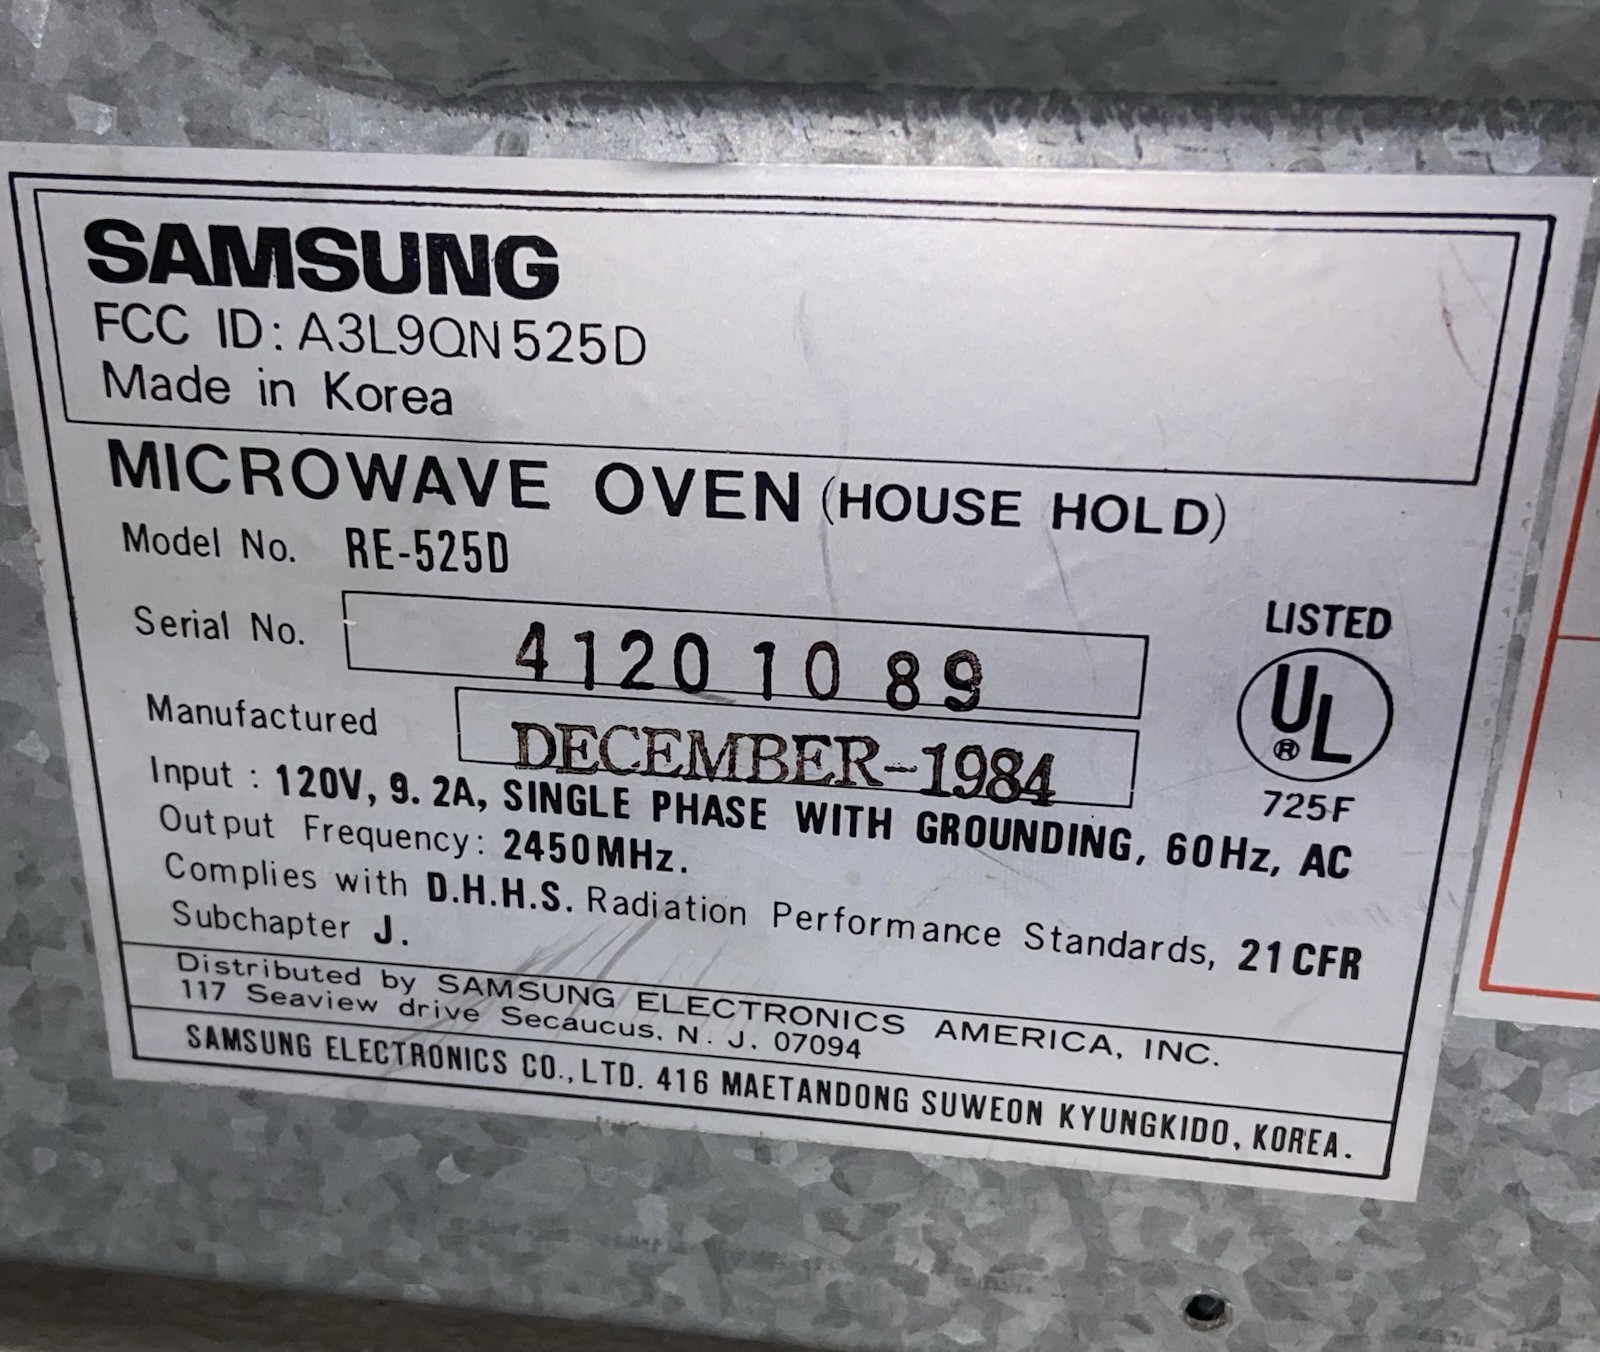 SAMSUNG
FCC ID: A3L9QN525D
Made in Korea
MICROWAVE OVEN (HOUSE HOLD)
Model No. RE-525D
Serial No. 41201089
Manufactured DECEMBER-1984
LISTED
UL
®
725F
Input : 120V, 9.2A, SINGLE PHASE WITH GROUNDING, 60Hz, AC
Output Frequency: 2450MHz.
Complies with D.H.H.S. Radiation Performance Standards, 21CFR
Subchapter J.
Distributed by SAMSUNG ELECTRONICS AMERICA, INC.
117 Seaview drive Secaucus, N. J. 07094
SAMSUNG ELECTRONICS CO., LTD. 416 MAETANDONG SUWEON KYUNGKIDO, KOREA.